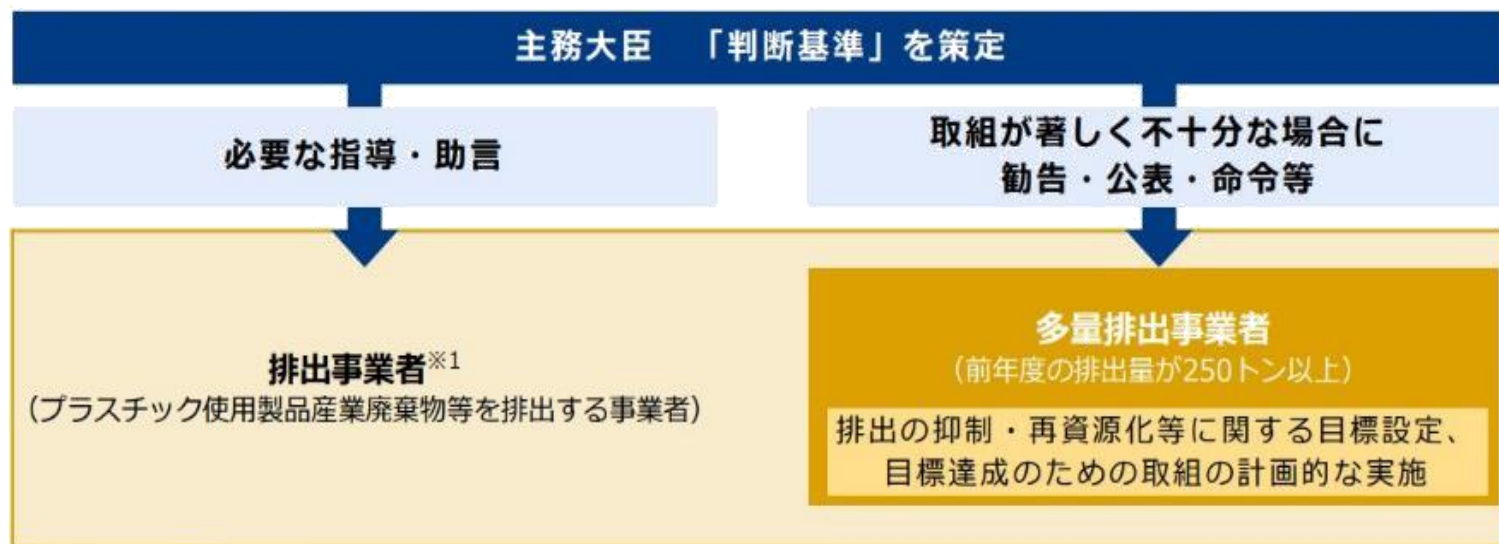 主務大臣　「判断基準」を策定
必要な指導・助言
取組が著しく不十分な場合に
勧告・公表・命令等
排出事業者※1
（プラスチック使用製品産業廃棄物等を排出する事業者）
多量排出事業者
（前年度の排出量が250トン以上）
排出の抑制・再資源化等に関する目標設定、
目標達成のための取組の計画的な実施